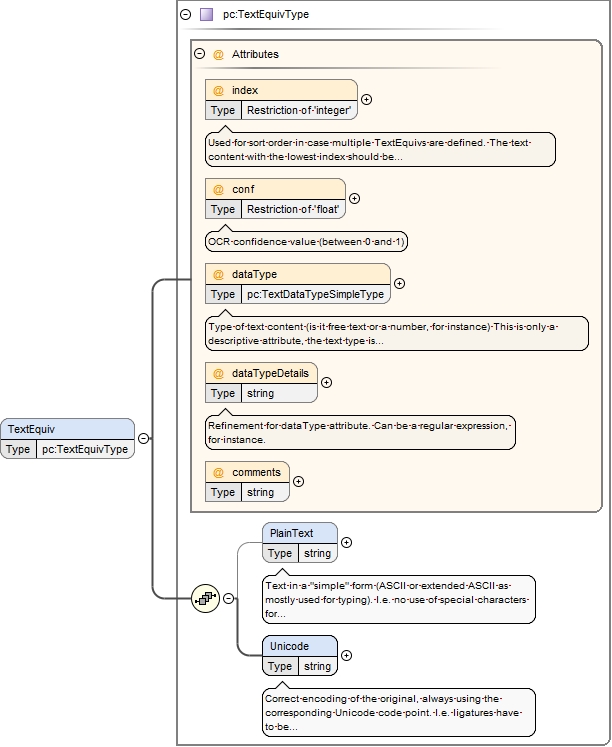 pc:TextEquivType
@ Attributes
@ index
Type Restriction of 'integer'
Used for sort order in case multiple TextEquivs are defined. The text
content with the lowest index should be...
@ conf
Type Restriction of 'float'
OCR confidence value (between 0 and 1)
@ dataType
Type pc:TextDataTypeSimpleType
Type of text content (is it free text or a number, for instance) This is only a
descriptive attribute, the text type is...
@ dataTypeDetails
Type string
Refinement for dataType attribute. Can be a regular expression,
for instance.
TextEquiv
Type pc:TextEquivType
@ comments
Type string
PlainText
Type string
Text in a "simple" form (ASCII or extended ASCII as
mostly used for typing). I.e. no use of special characters
for...
Unicode
Type string
Correct encoding of the original, always using the
corresponding Unicode code point. I.e. ligatures have
to be...